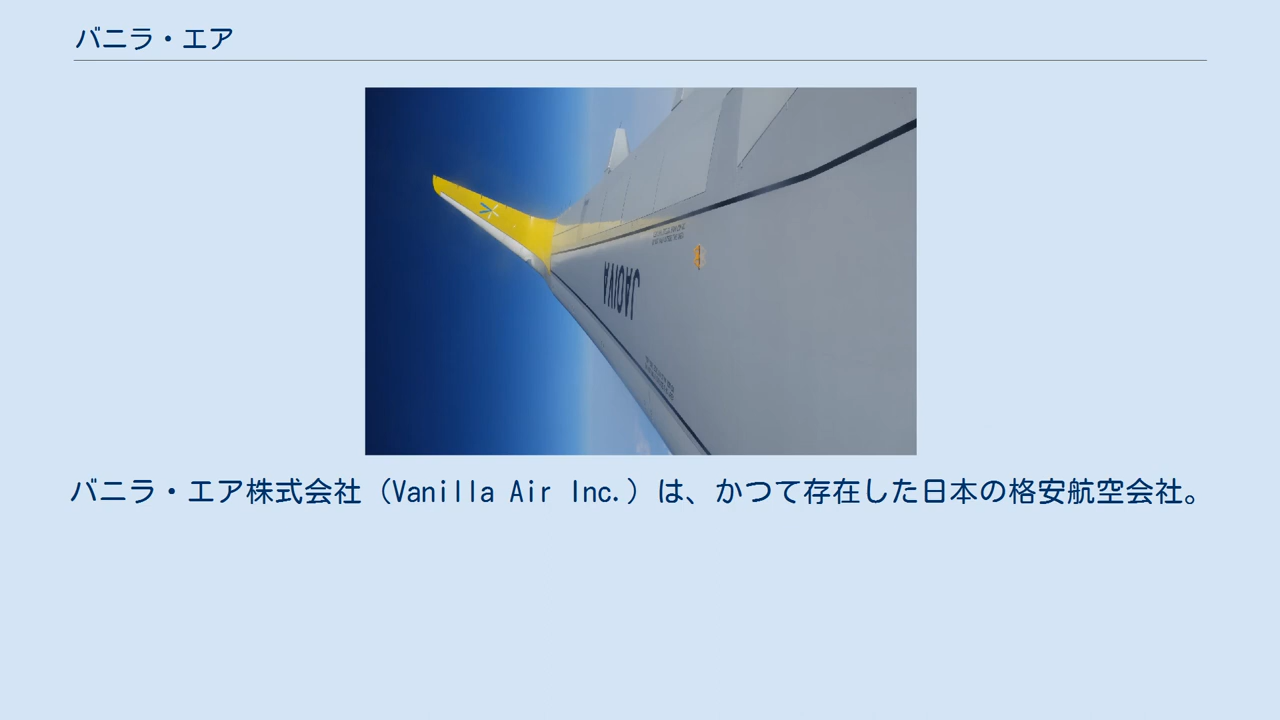 バニラ・エア
JA01VA
バニラ・エア株式会社（Vanilla Air Inc.）は、かつて存在した日本の格安航空会社。